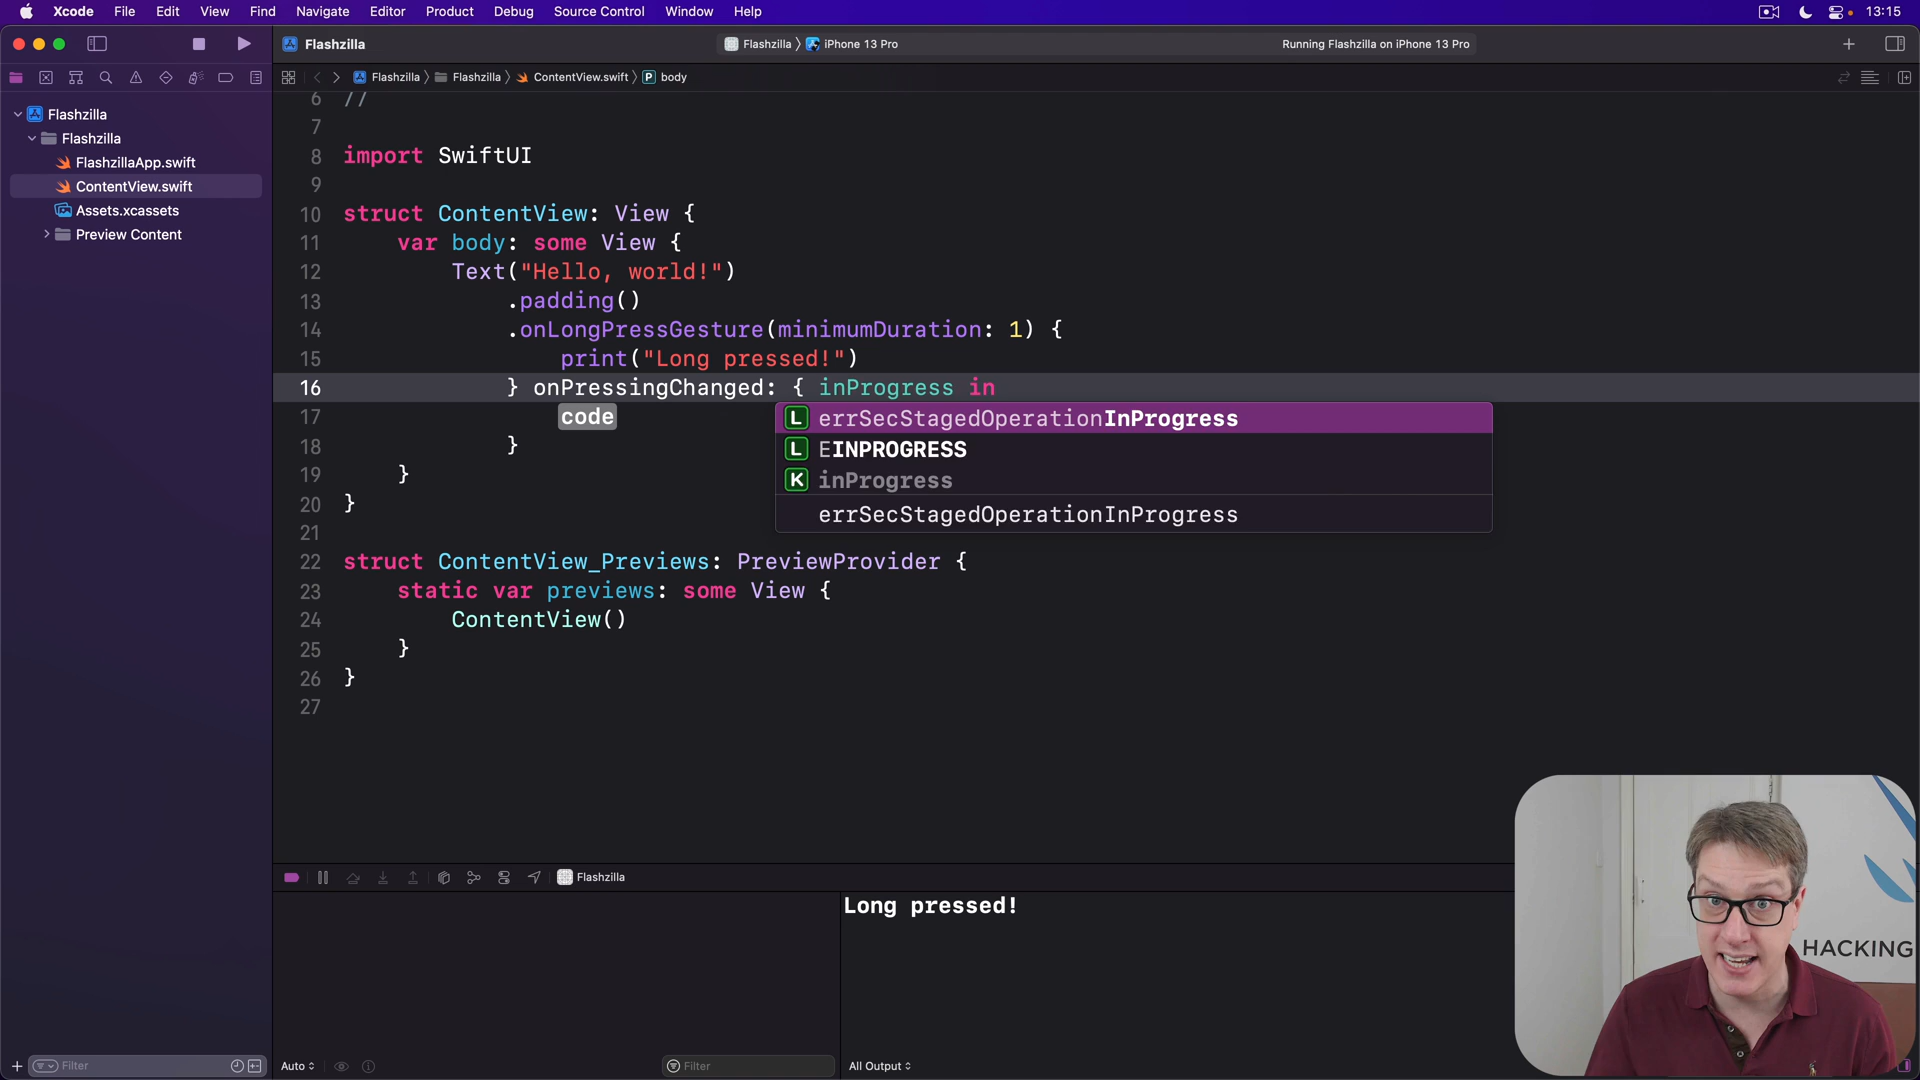 Xcode File Edit View Find Navigate Editor Product Debug Source Control Window Help 13:15
Flashzilla Flashzilla iPhone 13 Pro Running Flashzilla on iPhone 13 Pro
Flashzilla Flashzilla ContentView.swift P body
Flashzilla
Flashzilla
FlashzillaApp.swift
ContentView.swift
Assets.xcassets
Preview Content
6 //
7
8 import SwiftUI
9
10 struct ContentView: View {
11 var body: some View {
12 Text("Hello, world!")
13 .padding()
14 .onLongPressGesture(minimumDuration: 1) {
15 print("Long pressed!")
16 } onPressingChanged: { inProgress in
17 code
18 }
19 }
20 }
21
22 struct ContentView_Previews: PreviewProvider {
23 static var previews: some View {
24 ContentView()
25 }
26 }
27
L errSecStagedOperationInProgress
L EINPROGRESS
K inProgress
errSecStagedOperationInProgress
Flashzilla
Long pressed!
HACKING
Filter
Auto
Filter
All Output